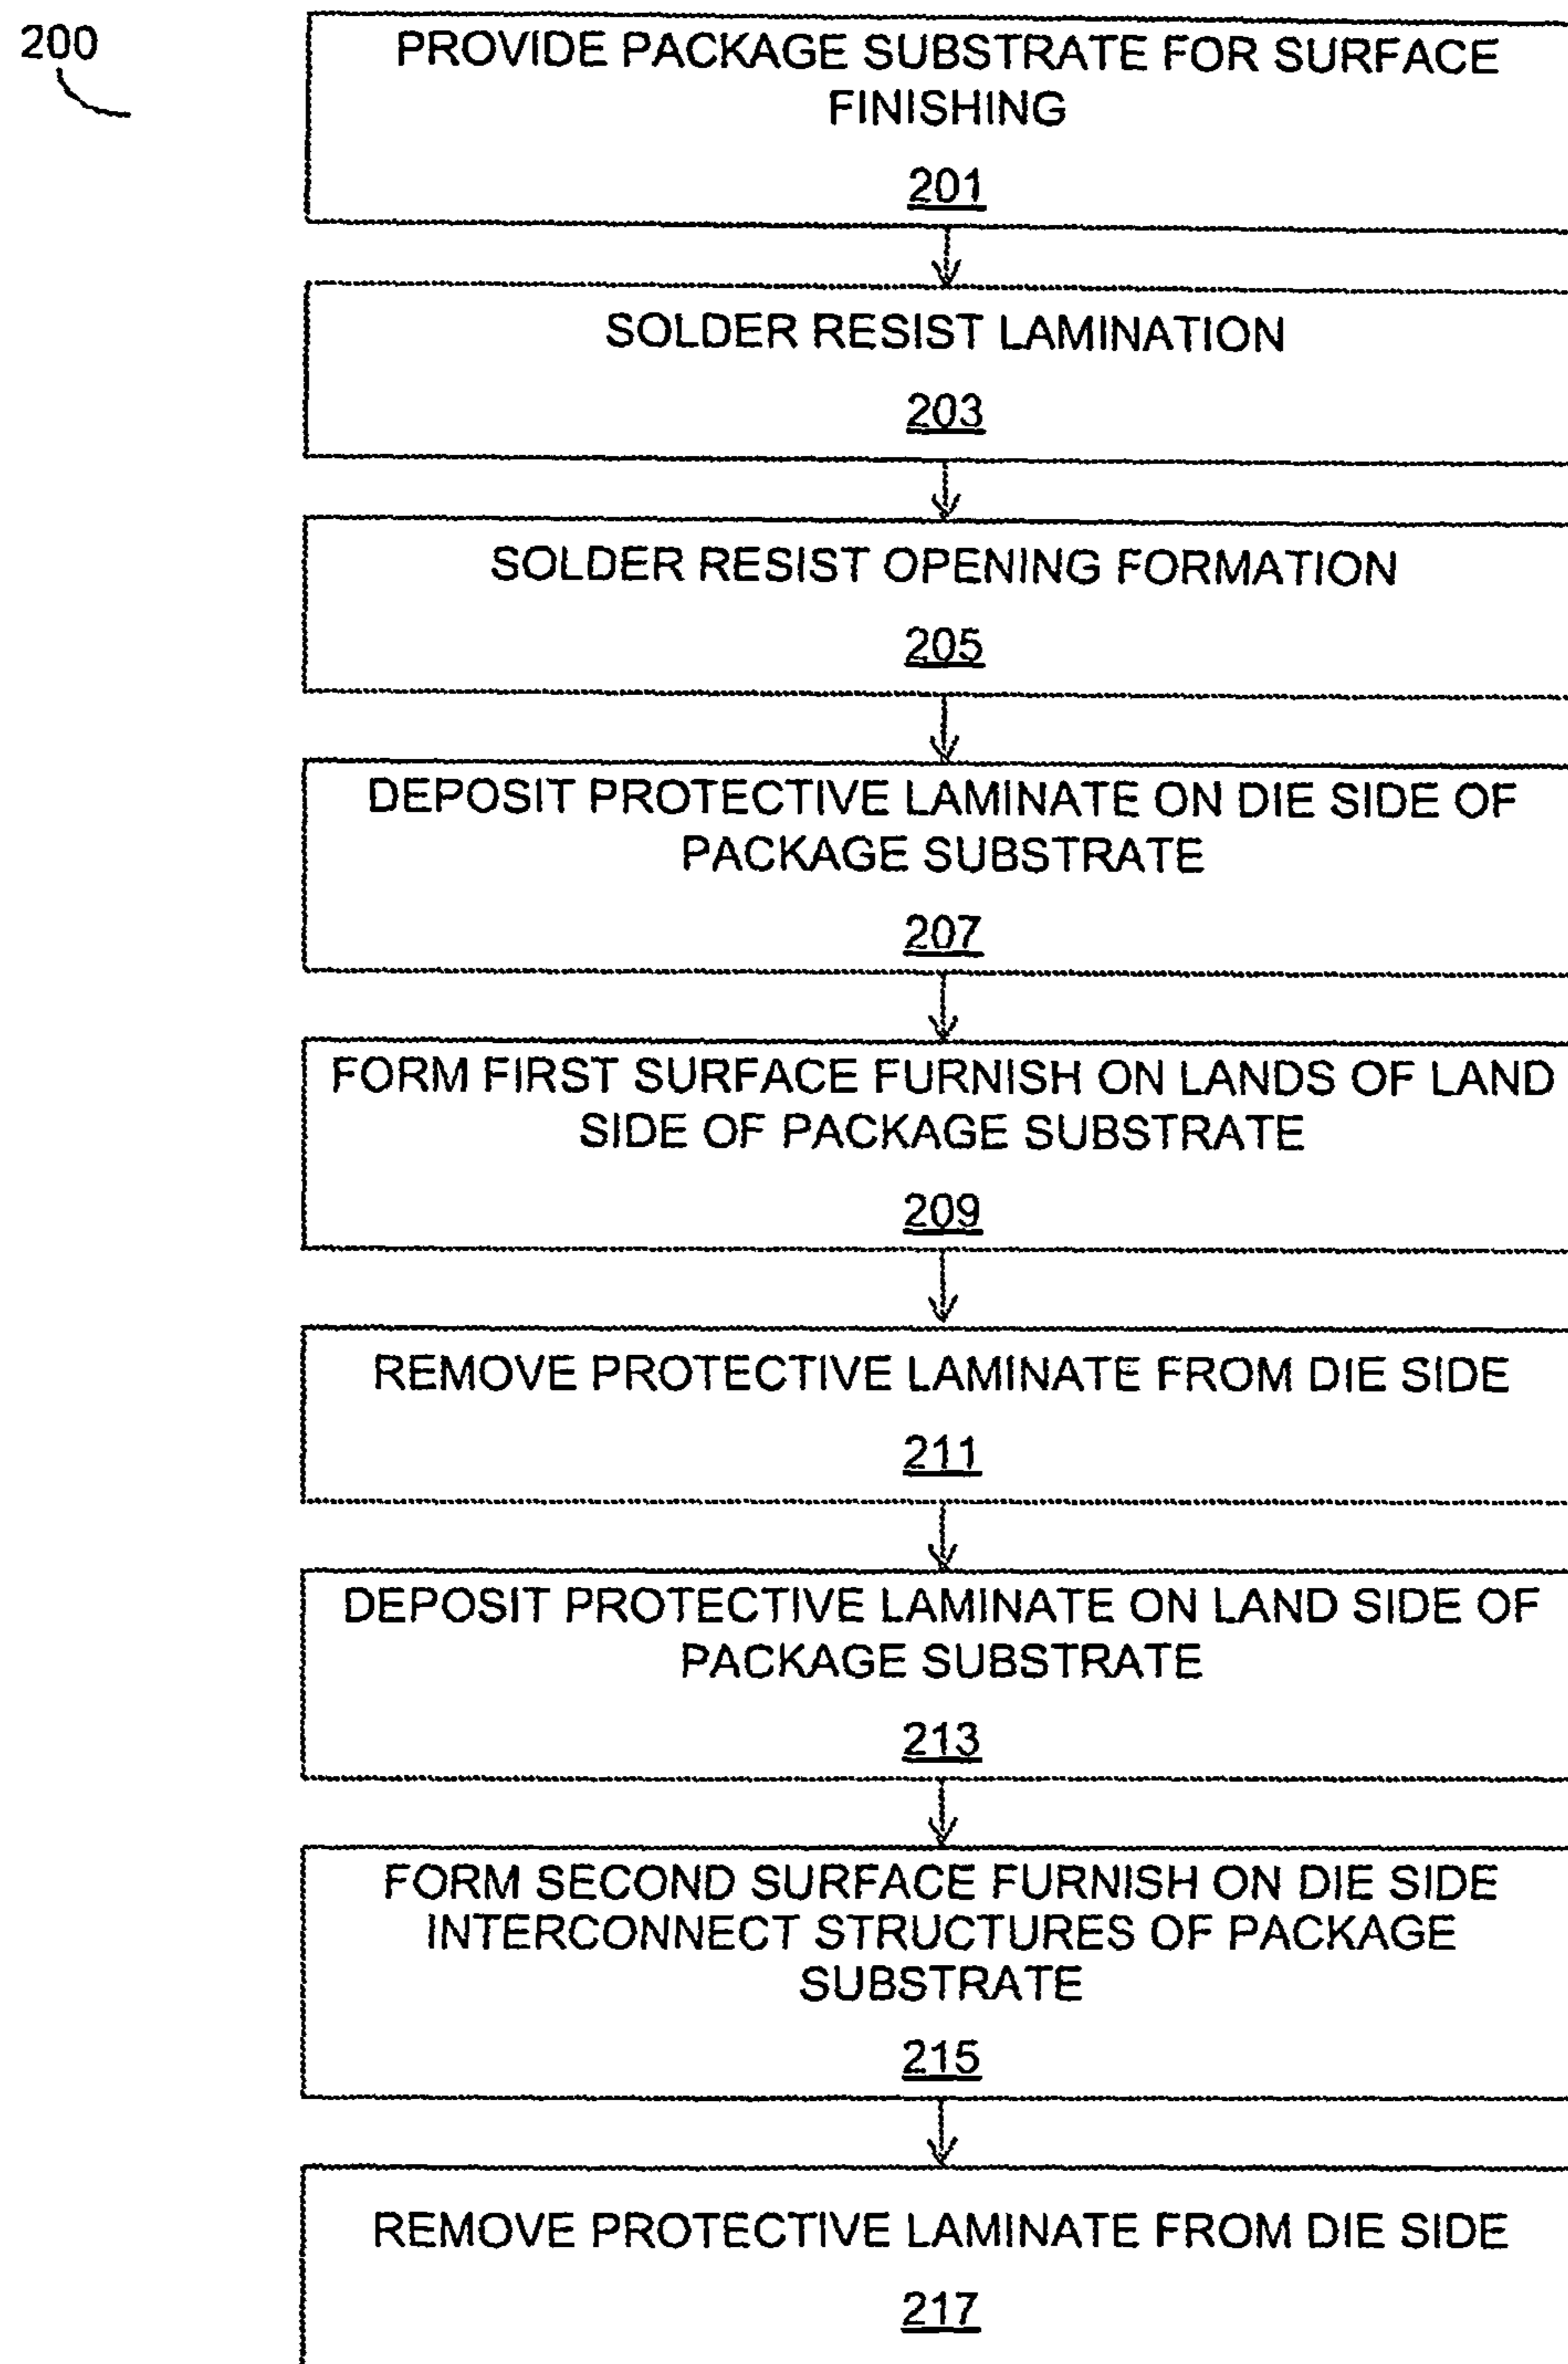 200
PROVIDE PACKAGE SUBSTRATE FOR SURFACE
FINISHING
201
SOLDER RESIST LAMINATION
203
SOLDER RESIST OPENING FORMATION
205
DEPOSIT PROTECTIVE LAMINATE ON DIE SIDE OF
PACKAGE SUBSTRATE
207
FORM FIRST SURFACE FURNISH ON LANDS OF LAND
SIDE OF PACKAGE SUBSTRATE
209
REMOVE PROTECTIVE LAMINATE FROM DIE SIDE
211
DEPOSIT PROTECTIVE LAMINATE ON LAND SIDE OF
PACKAGE SUBSTRATE
213
FORM SECOND SURFACE FURNISH ON DIE SIDE
INTERCONNECT STRUCTURES OF PACKAGE
SUBSTRATE
215
REMOVE PROTECTIVE LAMINATE FROM DIE SIDE
217